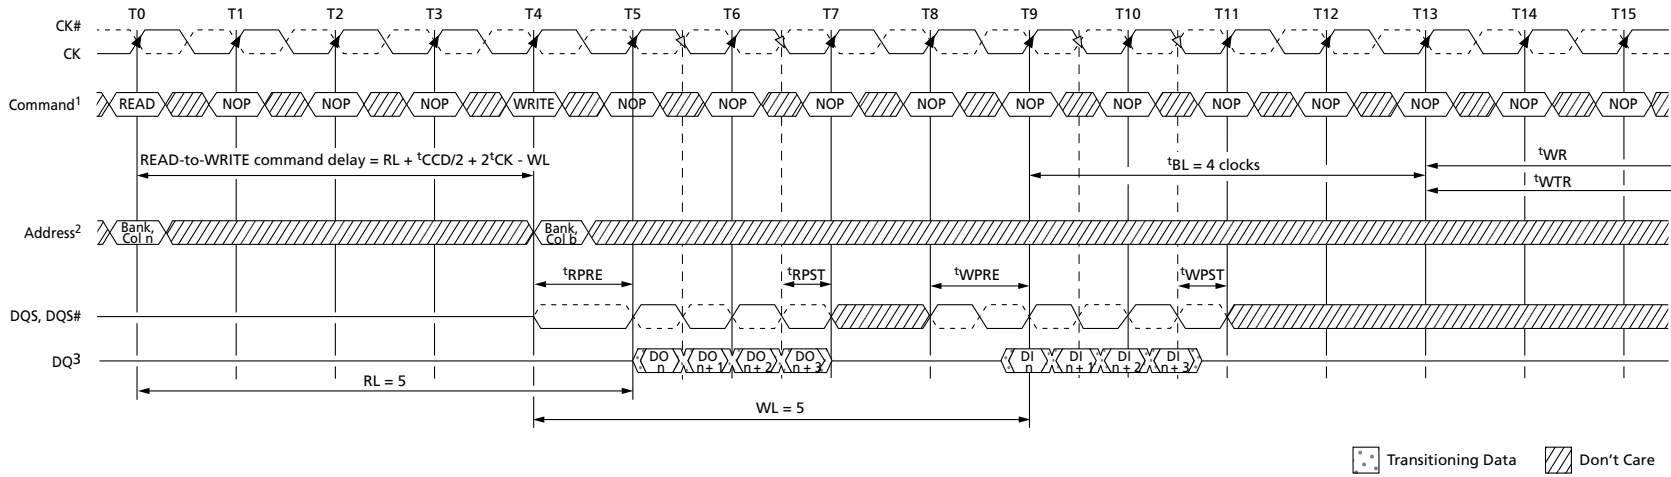 T0 T1 T2 T3 T4 T5 T6 T7 T8 T9 T10 T11 T12 T13 T14 T15
CK#
CK
Command1 READ NOP NOP NOP WRITE NOP NOP NOP NOP NOP NOP NOP NOP NOP NOP NOP
READ-to-WRITE command delay = RL + tCCD/2 + 2tCK - WL
tBL = 4 clocks
tWR
tWTR
Address2 Bank, Col n Bank, Col b
tRPRE tRPST tWPRE tWPST
DQS, DQS#
DQ3 DO n DO n + 1 DO n + 2 DO n + 3 DI n DI n + 1 DI n + 2 DI n + 3
RL = 5
WL = 5
Transitioning Data Don't Care